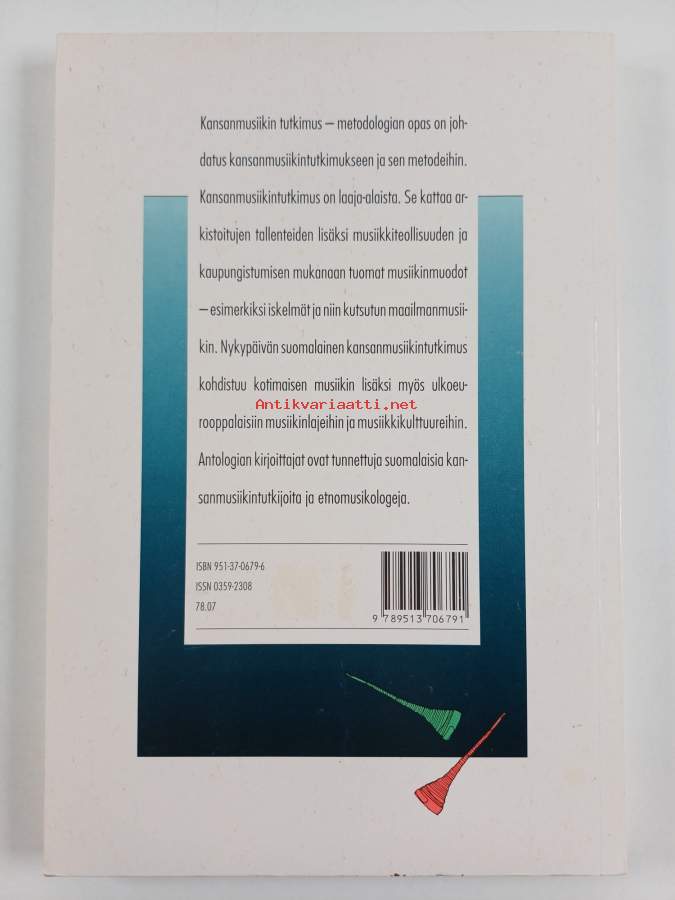 Kansanmusiikin tutkimus – metodologian opas on joh-
datus kansanmusiikintutkimukseen ja sen metodeihin.
Kansanmusiikintutkimus on laaja-alaista. Se kattaa ar-
kistoitujen tallenteiden lisäksi musiikkiteollisuuden ja
kaupungistumisen mukanaan tuomat musiikinmuodot
– esimerkiksi iskelmät ja niin kutsutun maailmanmusii-
kin. Nykypäivän suomalainen kansanmusiikintutkimus
kohdistuu kotimaisen musiikin lisäksi myös ulkoeu-
Antikvariaatti.net
rooppalaisiin musiikinlajeihin ja musiikkikulttuureihin.
Antologian kirjoittajat ovat tunnettuja suomalaisia kan-
sanmusiikintutkijoita ja etnomusikologeja.
ISBN 951-37-0679-6
ISSN 0359-2308
78.07
9 789513 706791